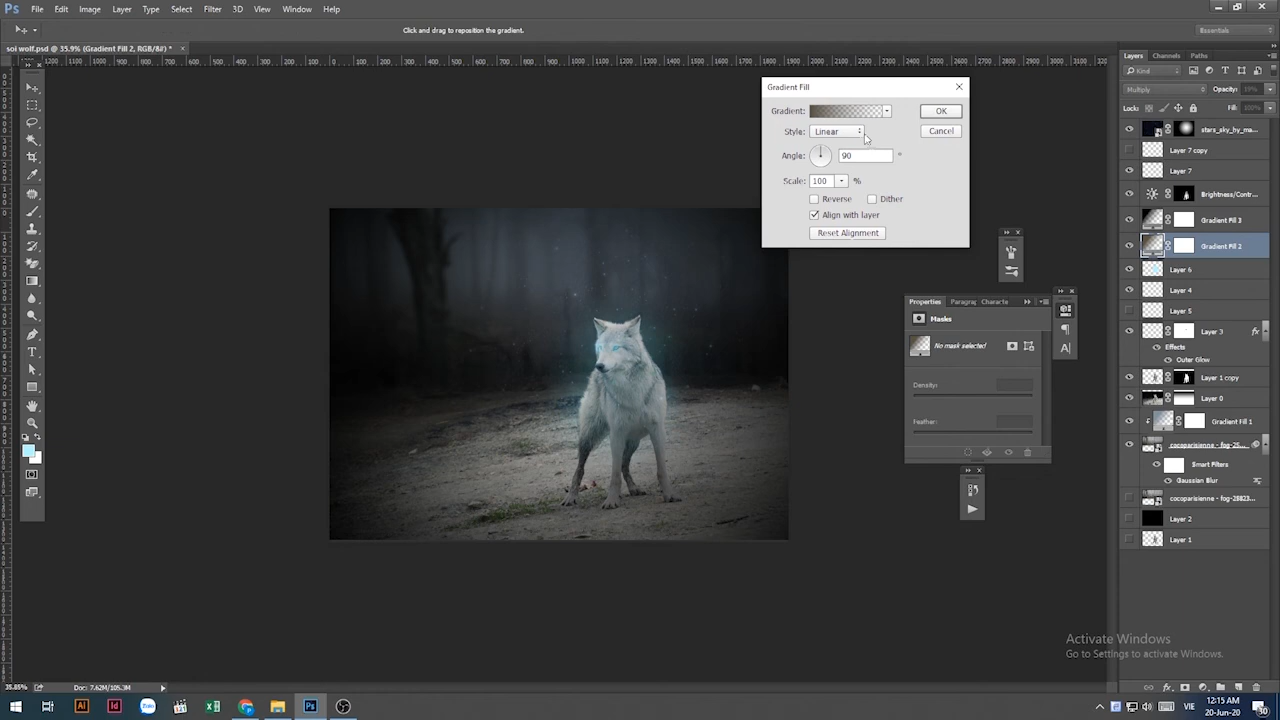 Ps File Edit Image Layer Type Select Filter 3D View Window Help
Click and drag to reposition the gradient.
Essentials
soi wolf.psd @ 35.9% (Gradient Fill 2, RGB/8#) *
Gradient Fill
Gradient:
OK
Style: Linear
Cancel
Angle: 90 °
Scale: 100 %
Reverse Dither
Align with layer
Reset Alignment
Properties Paragrap Characte
Masks
No mask selected
Density:
Feather:
Layers Channels Paths
Kind
Multiply Opacity: 19%
Lock: Fill: 100%
stars_sky_by_ma...
Layer 7 copy
Layer 7
Brightness/Contr...
Gradient Fill 3
Gradient Fill 2
Layer 6
Layer 4
Layer 5
Layer 3 fx
Effects
Outer Glow
Layer 1 copy
Layer 0
Gradient Fill 1
cocoparisienne - fog-25...
Smart Filters
Gaussian Blur
Layer 2
Layer 1
Activate Windows
Go to Settings to activate Windows.
Doc: 7.62M/105.3M
Ai Id Ps VIE
12:15 AM
20-Jun-20
30